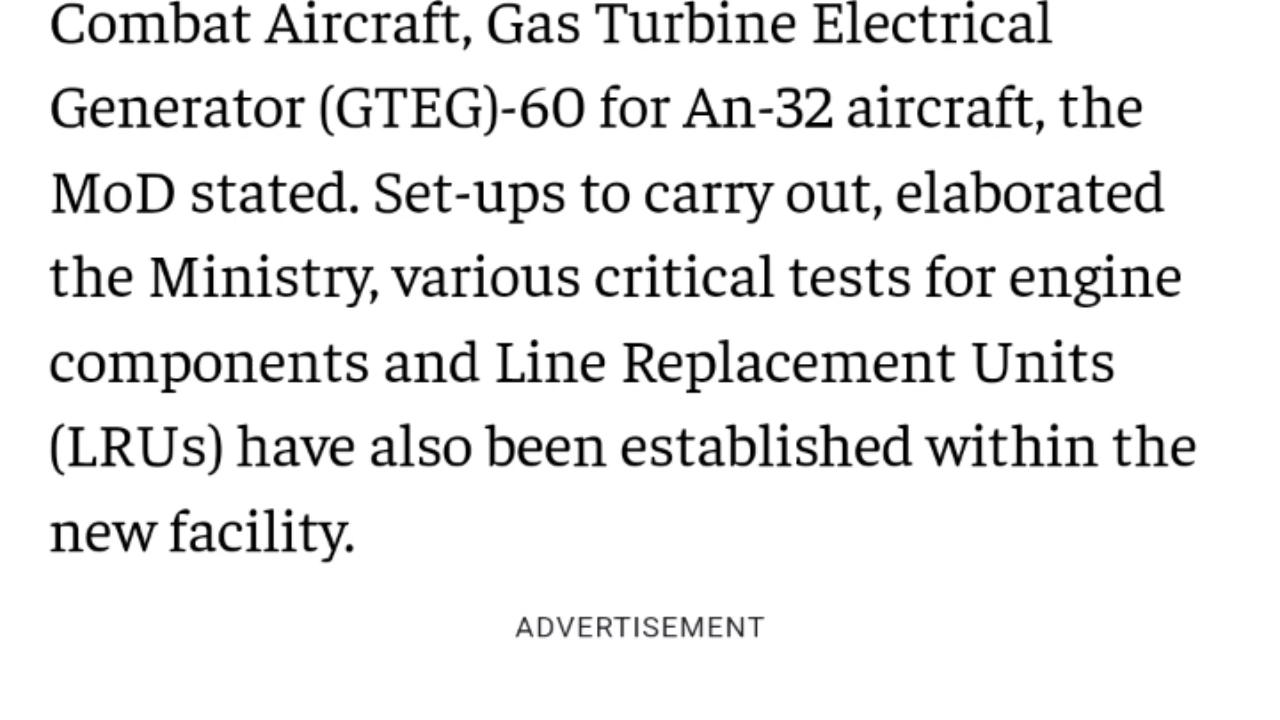 Combat Aircraft, Gas Turbine Electrical
Generator (GTEG)-60 for An-32 aircraft, the
MoD stated. Set-ups to carry out, elaborated
the Ministry, various critical tests for engine
components and Line Replacement Units
(LRUs) have also been established within the
new facility.
ADVERTISEMENT